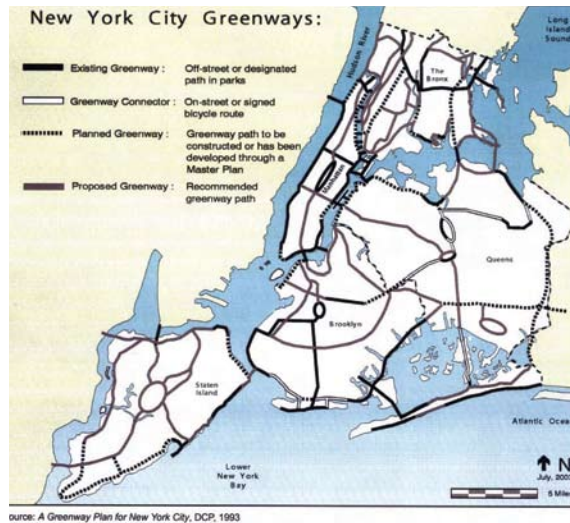 New York City Greenways:
Existing Greenway : Off-street or designated
path in parks
Greenway Connector : On-street or signed
bicycle route
Planned Greenway : Greenway path to be
constructed or has been
developed through a
Master Plan
Proposed Greenway : Recommended
greenway path
Hudson River
Long
Island
Sound
The
Bronx
Manhattan
Queens
Brooklyn
Staten
Island
Lower
New York
Bay
Atlantic Ocea
N
July, 200
5 Mile
ource: A Greenway Plan for New York City, DCP, 1993